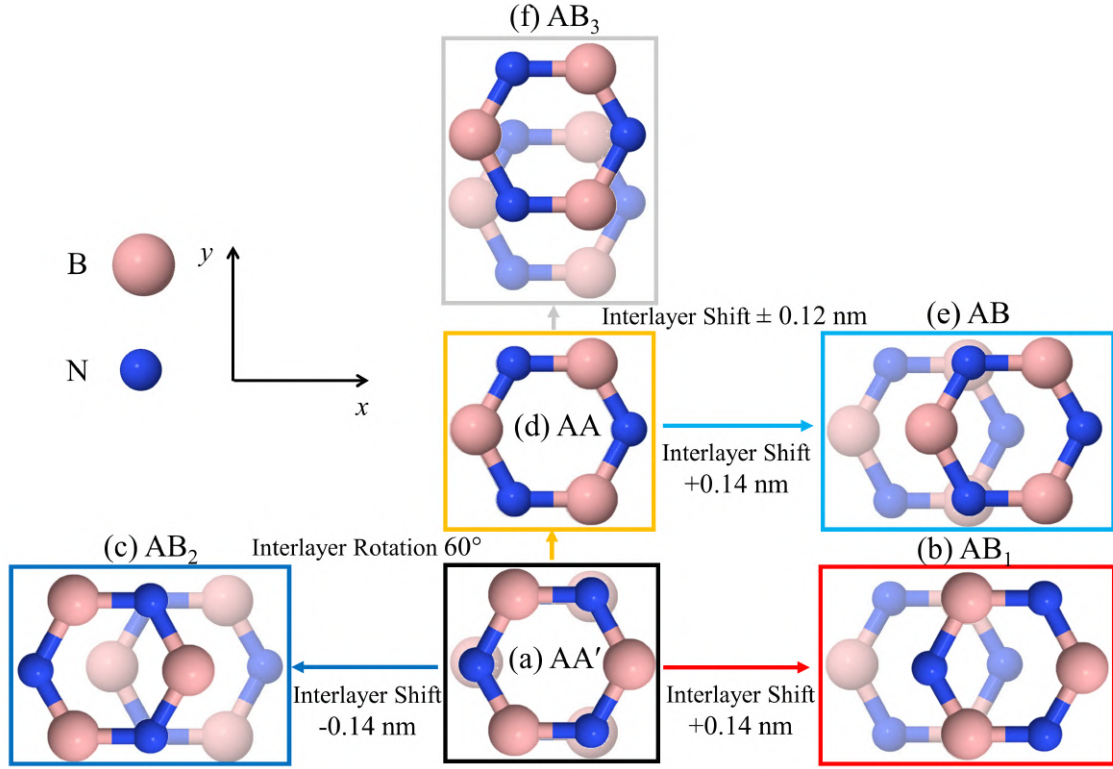 (f) AB₃
B
N
y
x
Interlayer Shift ± 0.12 nm
(e) AB
(d) AA
Interlayer Shift
+0.14 nm
(c) AB₂
Interlayer Rotation 60°
(b) AB₁
(a) AA′
Interlayer Shift
-0.14 nm
Interlayer Shift
+0.14 nm